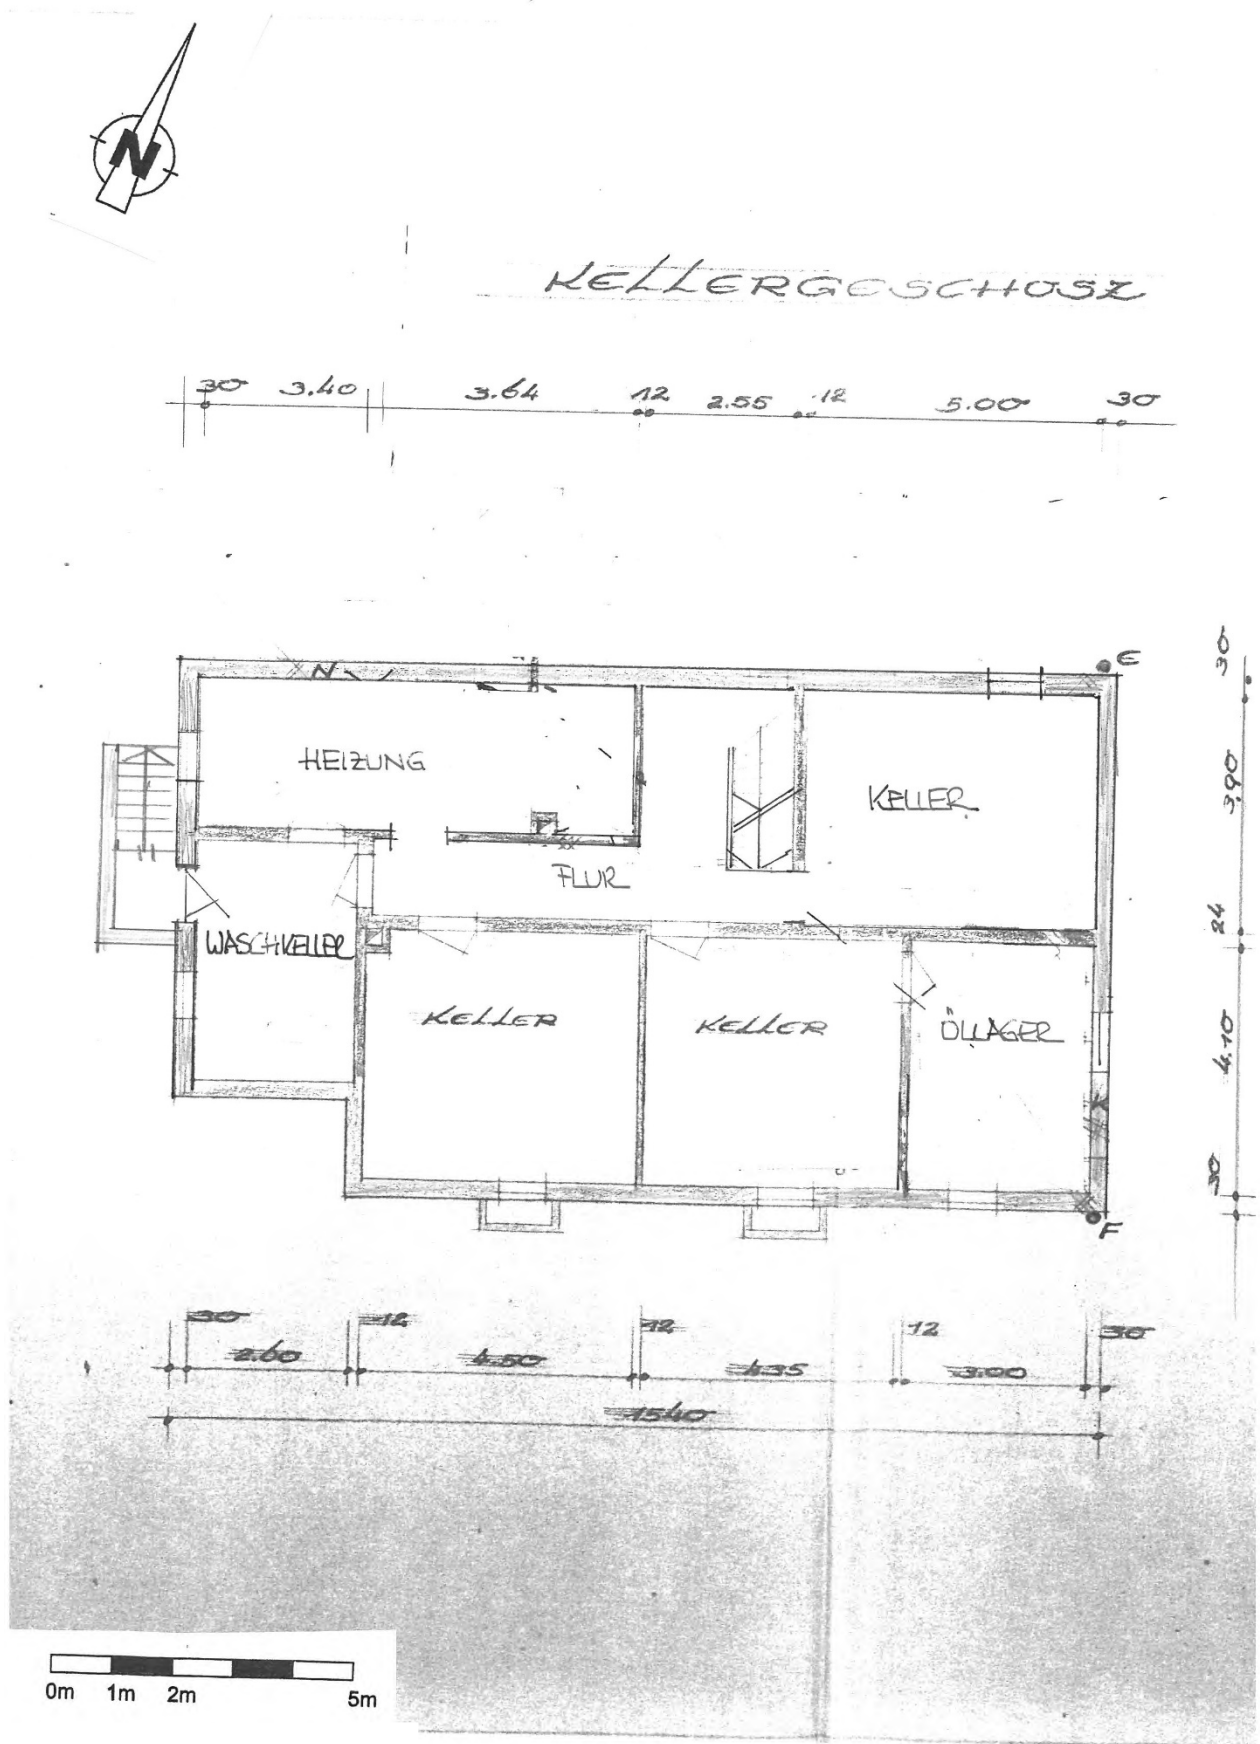 N
KELLERGESCHOSZ
30 3.40 3.64 12 2.55 12 5.00 30
30
3,90
24
4.10
30
N
E
HEIZUNG
KELLER
FLUR
WASCHKELLER
KELLER
KELLER
ÖLLAGER
K
F
30 12 12 12 30
2.60 4.50 4.35 3.00
15.40
0m 1m 2m 5m